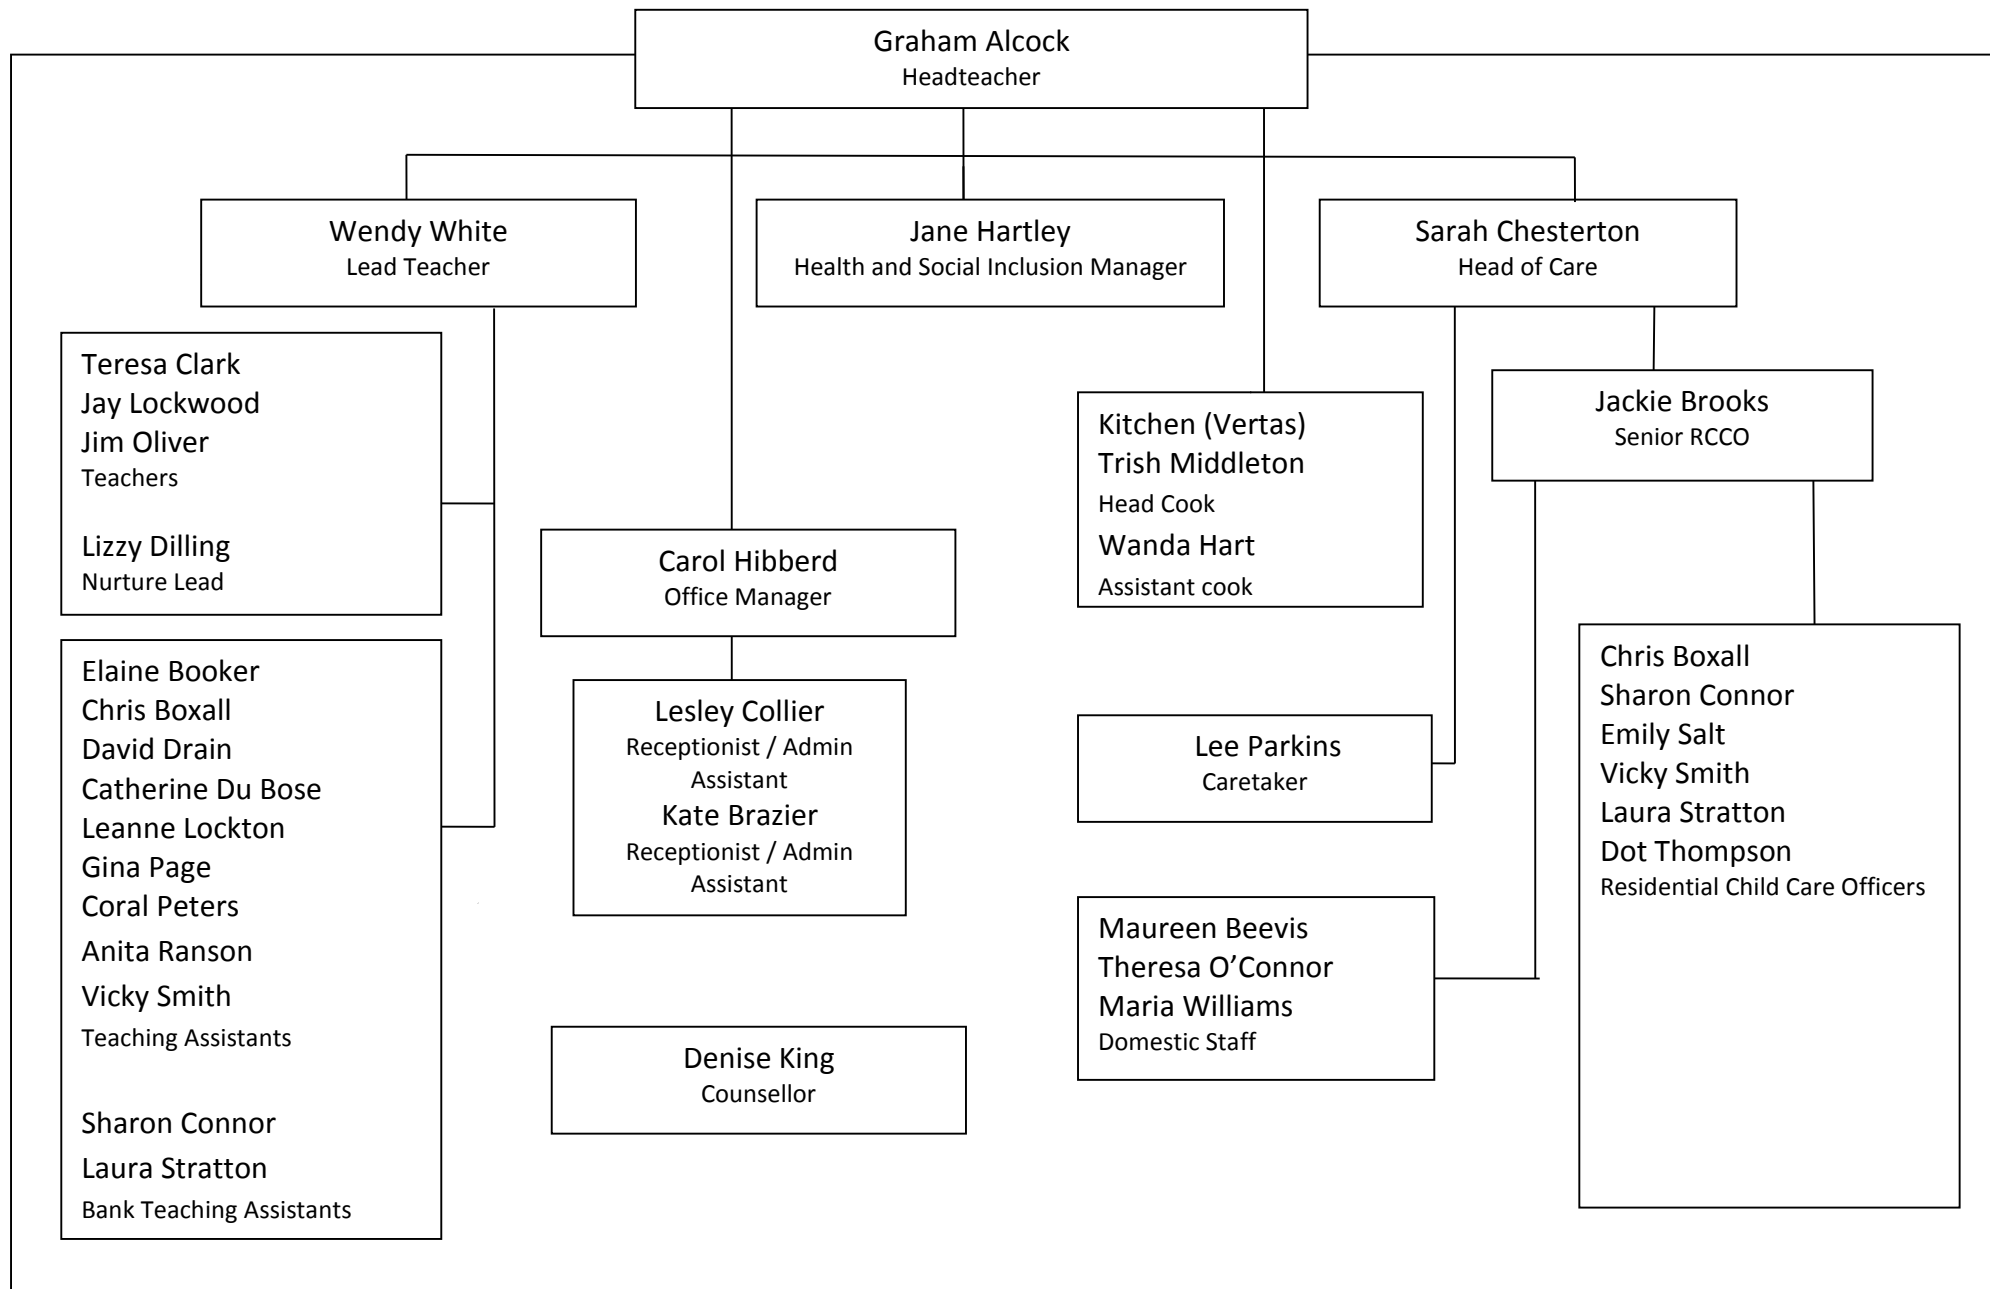 Graham Alcock
Headteacher
Wendy White
Lead Teacher
Jane Hartley
Health and Social Inclusion Manager
Sarah Chesterton
Head of Care
Teresa Clark
Jay Lockwood
Jim Oliver
Teachers
Lizzy Dilling
Nurture Lead
Kitchen (Vertas)
Trish Middleton
Head Cook
Wanda Hart
Assistant cook
Jackie Brooks
Senior RCCO
Carol Hibberd
Office Manager
Elaine Booker
Chris Boxall
David Drain
Catherine Du Bose
Leanne Lockton
Gina Page
Coral Peters
Anita Ranson
Vicky Smith
Teaching Assistants
Sharon Connor
Laura Stratton
Bank Teaching Assistants
Lesley Collier
Receptionist / Admin
Assistant
Kate Brazier
Receptionist / Admin
Assistant
Lee Parkins
Caretaker
Chris Boxall
Sharon Connor
Emily Salt
Vicky Smith
Laura Stratton
Dot Thompson
Residential Child Care Officers
Maureen Beevis
Theresa O’Connor
Maria Williams
Domestic Staff
Denise King
Counsellor